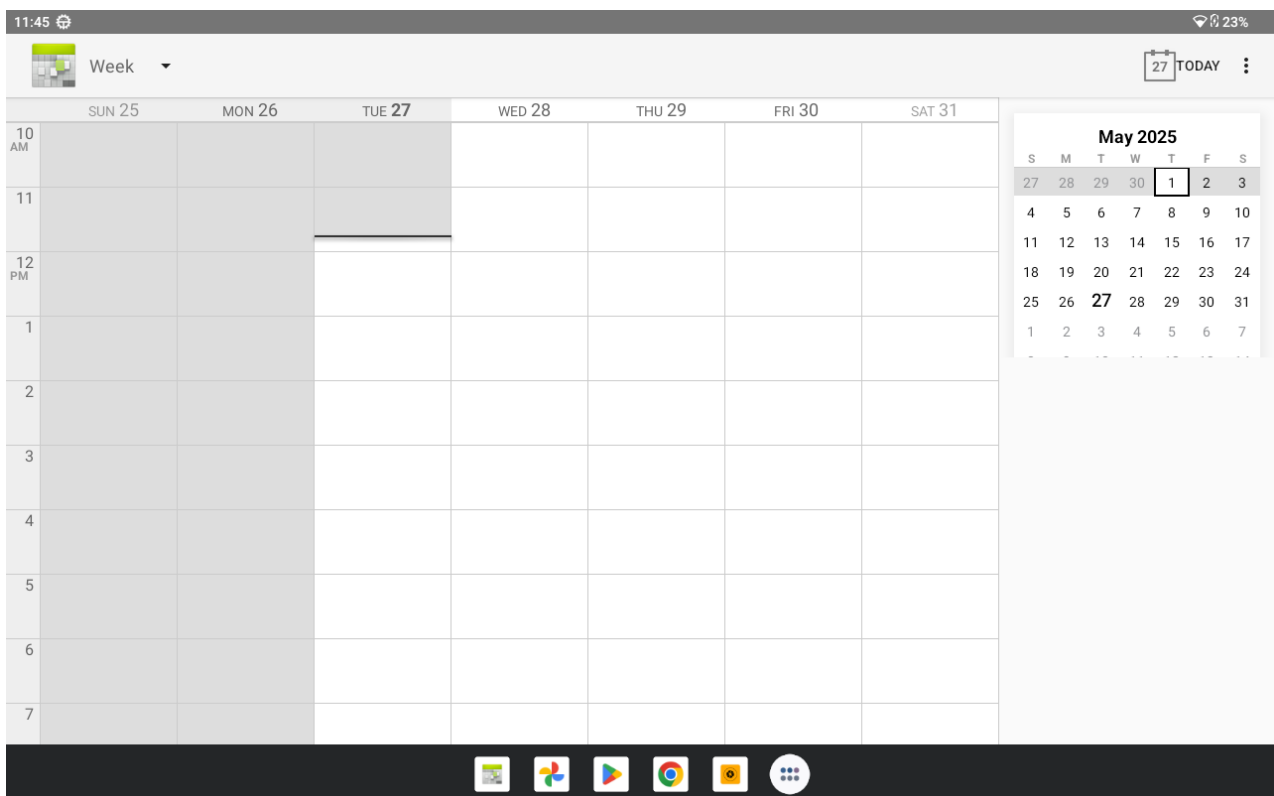 11:45 23%
Week 27 TODAY
SUN 25 MON 26 TUE 27 WED 28 THU 29 FRI 30 SAT 31
10
AM
11
12
PM
1
2
3
4
5
6
7
May 2025
S M T W T F S
27 28 29 30 1 2 3
4 5 6 7 8 9 10
11 12 13 14 15 16 17
18 19 20 21 22 23 24
25 26 27 28 29 30 31
1 2 3 4 5 6 7